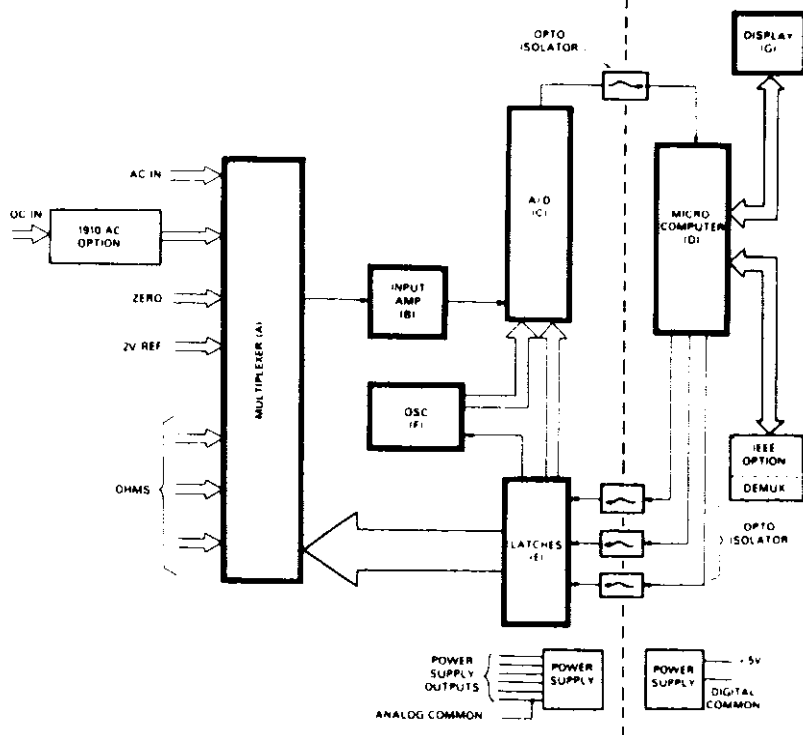 OPTO
ISOLATOR
DISPLAY
(G)
AC IN
A/D
(C)
MICRO
COMPUTER
(D)
OC IN
1910 AC
OPTION
INPUT
AMP
(B)
ZERO
2V REF
MULTIPLEXER (A)
OSC
(F)
OHMS
IEEE
OPTION
DEMUX
LATCHES
(E)
OPTO
ISOLATOR
POWER
SUPPLY
OUTPUTS
POWER
SUPPLY
POWER
SUPPLY
+5V
DIGITAL
COMMON
ANALOG COMMON